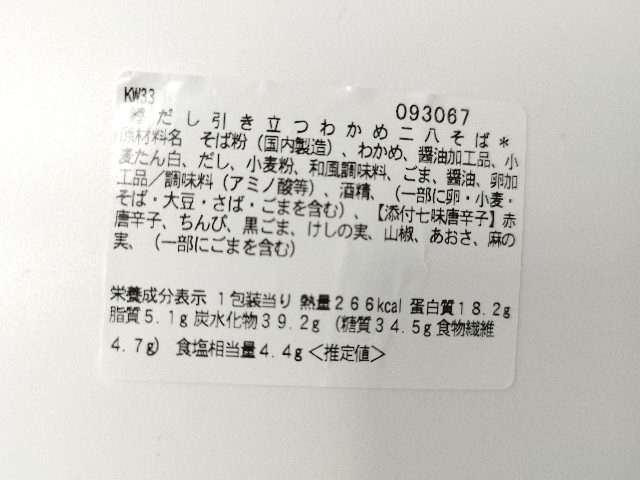 KW33
093067
鰹だし引き立つわかめ二八そば*
原材料名 そば粉(国内製造)、わかめ、醤油加工品、小
麦たん白、だし、小麦粉、和風調味料、ごま、醤油、卵加
工品/調味料(アミノ酸等)、酒精、(一部に卵・小麦・
そば・大豆・さば・ごまを含む)、【添付七味唐辛子】赤
唐辛子、ちんぴ、黒ごま、けしの実、山椒、あおさ、麻の
実、(一部にごまを含む)
栄養成分表示 1包装当り 熱量266kcal 蛋白質18.2g
脂質5.1g 炭水化物39.2g (糖質34.5g 食物繊維
4.7g) 食塩相当量4.4g<推定値>